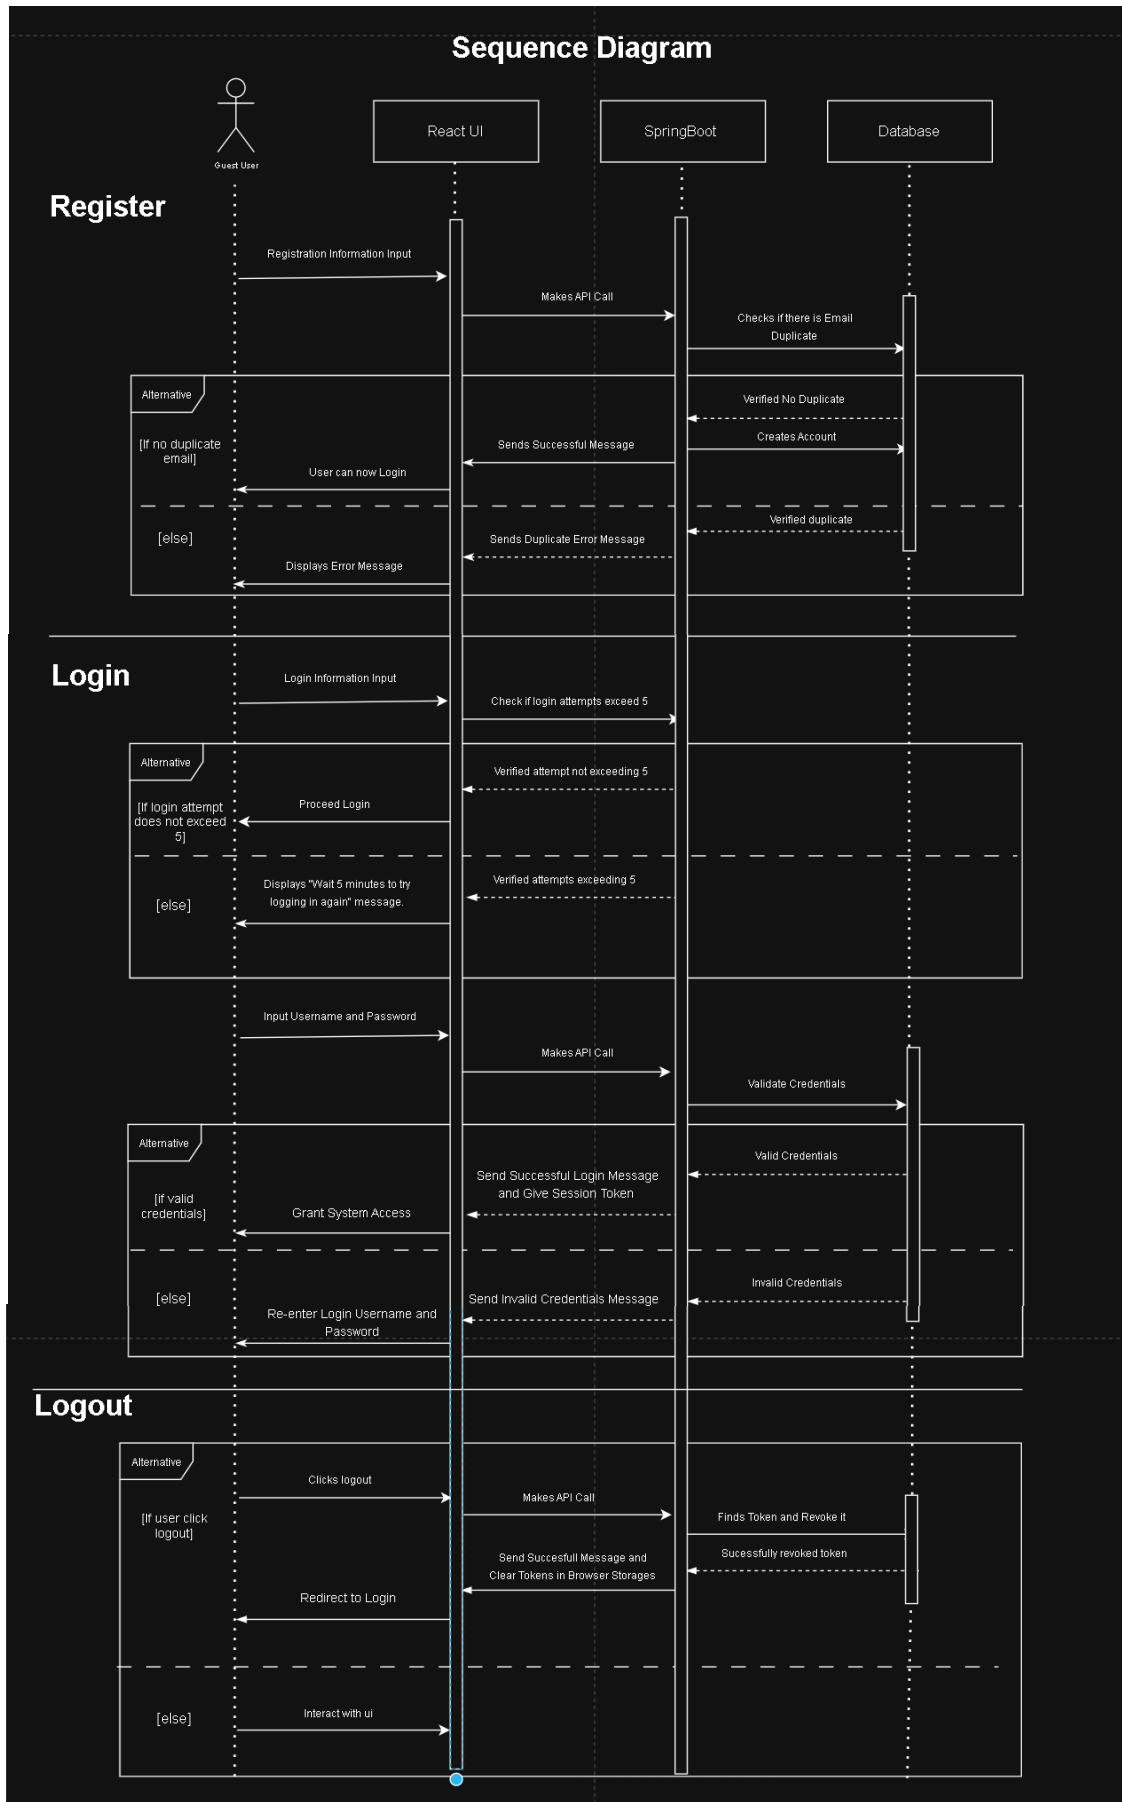 Sequence Diagram
Guest User
React UI
SpringBoot
Database
Register
Registration Information Input
Makes API Call
Checks if there is Email
Duplicate
Alternative
Verified No Duplicate
Creates Account
[If no duplicate
email]
Sends Successful Message
User can now Login
Verified duplicate
[else]
Sends Duplicate Error Message
Displays Error Message
Login
Login Information Input
Check if login attempts exceed 5
Alternative
Verified attempt not exceeding 5
[If login attempt
does not exceed
5]
Proceed Login
Verified attempts exceeding 5
Displays "Wait 5 minutes to try
logging in again" message.
[else]
Input Username and Password
Makes API Call
Validate Credentials
Alternative
Valid Credentials
Send Successful Login Message
and Give Session Token
[if valid
credentials]
Grant System Access
Invalid Credentials
[else]
Send Invalid Credentials Message
Re-enter Login Username and
Password
Logout
Alternative
Clicks logout
Makes API Call
[If user click
logout]
Finds Token and Revoke it
Sucessfully revoked token
Send Succesfull Message and
Clear Tokens in Browser Storages
Redirect to Login
Interact with ui
[else]